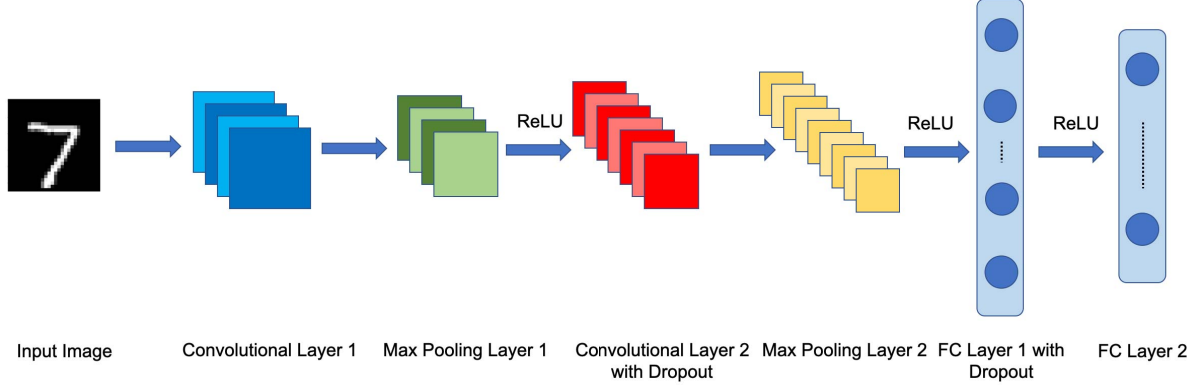 ReLU
ReLU
ReLU
Input Image
Convolutional Layer 1
Max Pooling Layer 1
Convolutional Layer 2
with Dropout
Max Pooling Layer 2
FC Layer 1 with
Dropout
FC Layer 2